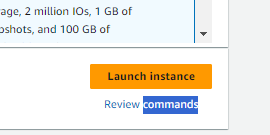 age, 2 million IOs, 1 GB of
pshots, and 100 GB of
Launch instance
Review commands